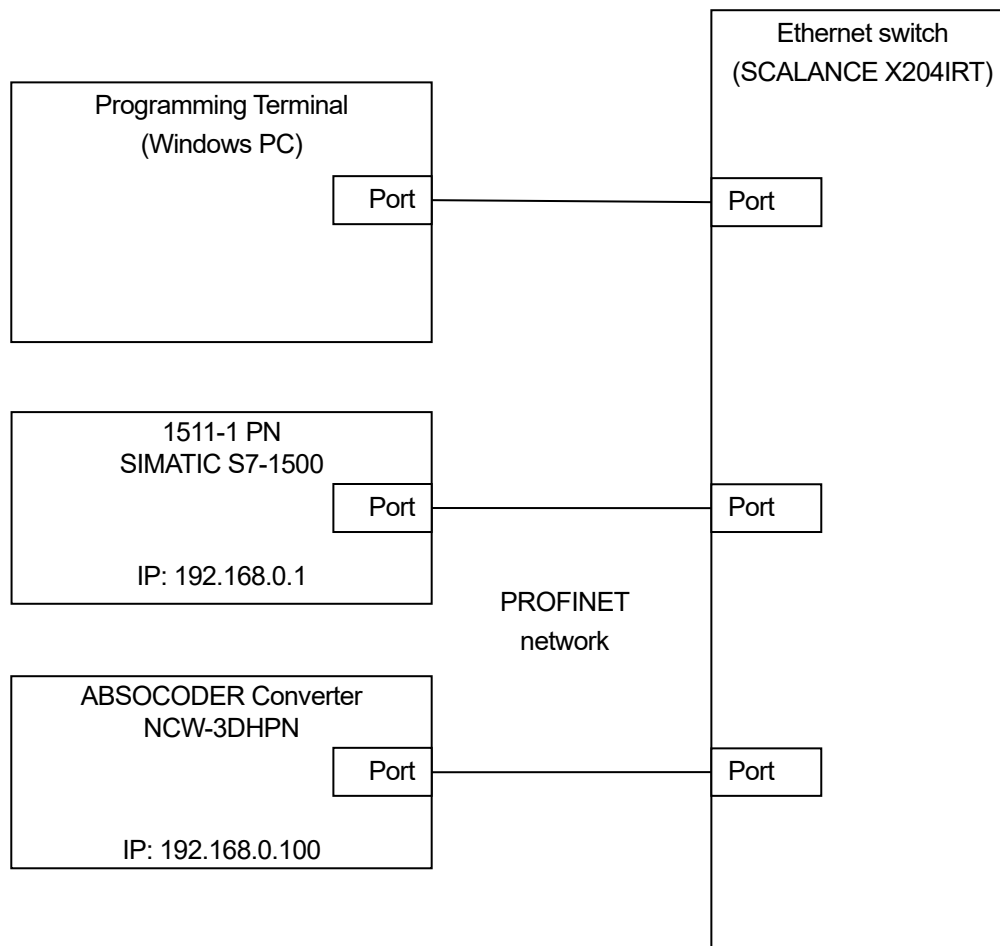 Ethernet switch
(SCALANCE X204IRT)
Programming Terminal
(Windows PC)
Port
Port
1511-1 PN
SIMATIC S7-1500
Port
Port
IP: 192.168.0.1
PROFINET
network
ABSOCODER Converter
NCW-3DHPN
Port
Port
IP: 192.168.0.100